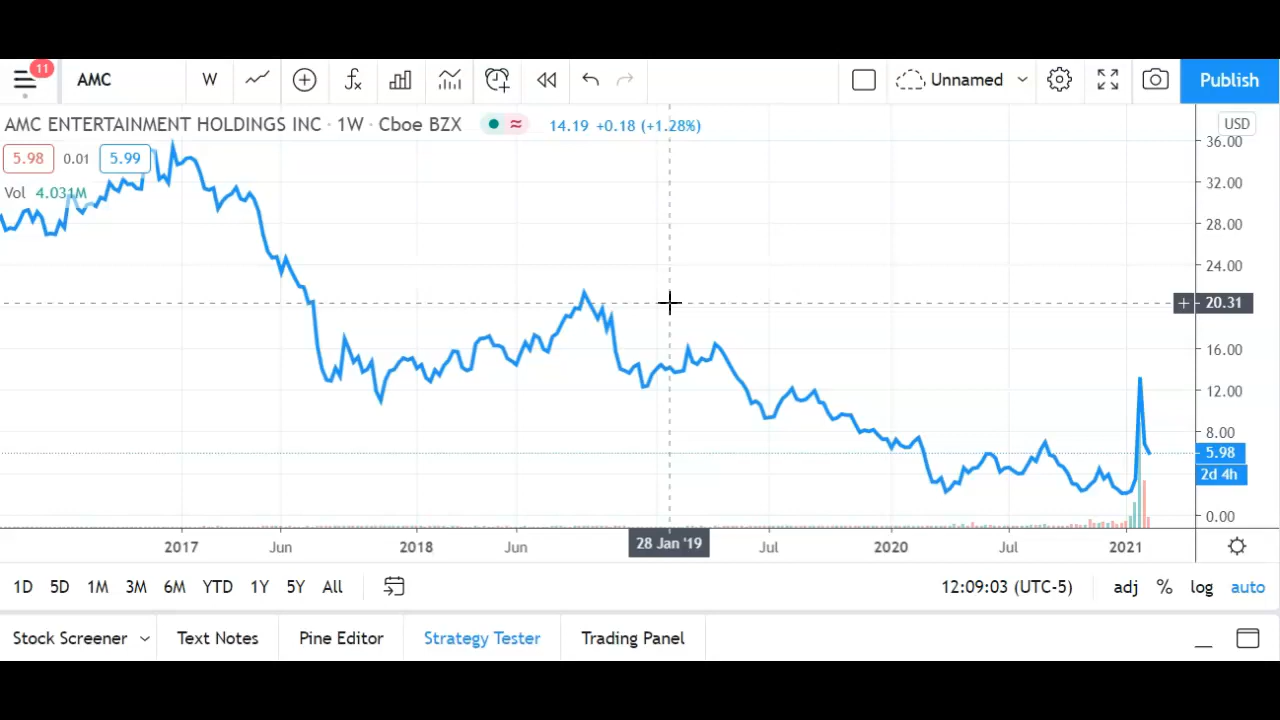 11
AMC W Unnamed Publish
AMC ENTERTAINMENT HOLDINGS INC · 1W · Cboe BZX 14.19 +0.18 (+1.28%) USD
5.98 0.01 5.99
Vol 4.031M
36.00
32.00
28.00
24.00
+ 20.31
16.00
12.00
8.00
5.98
2d 4h
0.00
2017 Jun 2018 Jun 28 Jan '19 Jul 2020 Jul 2021
1D 5D 1M 3M 6M YTD 1Y 5Y All 12:09:03 (UTC-5) adj % log auto
Stock Screener Text Notes Pine Editor Strategy Tester Trading Panel